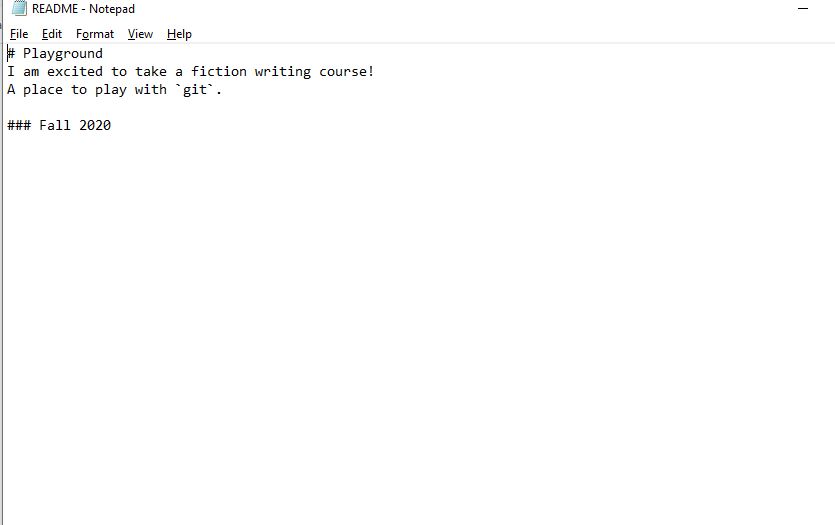 README - Notepad
File Edit Format View Help
# Playground
I am excited to take a fiction writing course!
A place to play with `git`.
### Fall 2020